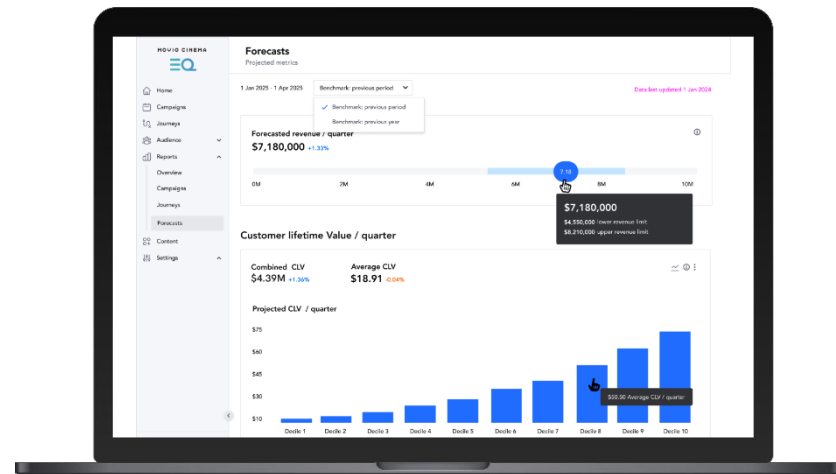 MOVIO CINEMA
EQ
Home
Campaigns
Journeys
Audience
Reports
Overview
Campaigns
Journeys
Forecasts
Content
Settings
Forecasts
Projected metrics
1 Jan 2025 - 1 Apr 2025
Benchmark: previous period
Data last updated 1 Jan 2024
Benchmark: previous period
Benchmark: previous year
Forecasted revenue / quarter
$7,180,000 +1.33%
7.18
0M 2M 4M 6M 8M 10M
$7,180,000
$4,550,000 lower revenue limit
$8,210,000 upper revenue limit
Customer lifetime Value / quarter
Combined CLV
$4.39M +1.36%
Average CLV
$18.91 -0.04%
Projected CLV / quarter
$75
$60
$45
$30
$10
$38.50 Average CLV / quarter
Decile 1 Decile 2 Decile 3 Decile 4 Decile 5 Decile 6 Decile 7 Decile 8 Decile 9 Decile 10